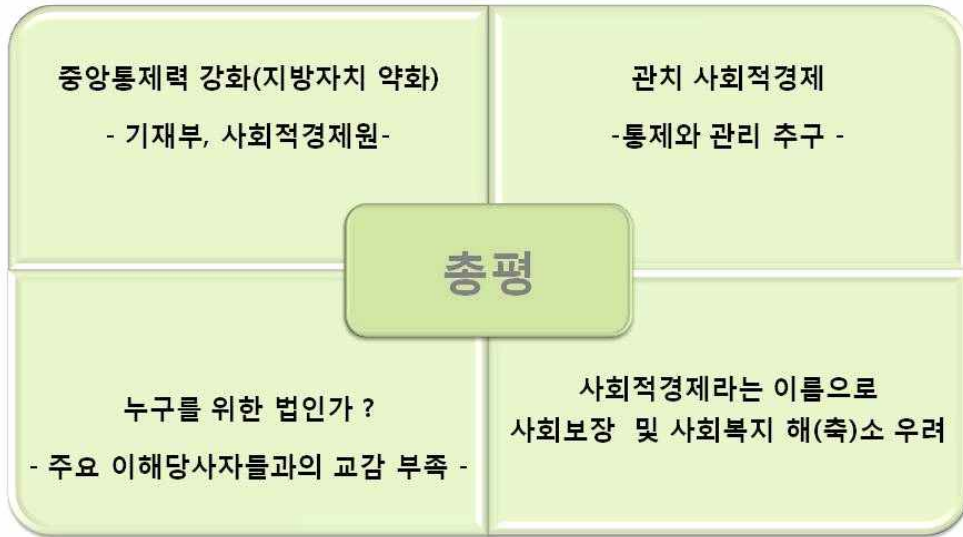 중앙통제력 강화(지방자치 약화)
- 기재부, 사회적경제원-
관치 사회적경제
-통제와 관리 추구 -
총평
누구를 위한 법인가 ?
- 주요 이해당사자들과의 교감 부족 -
사회적경제라는 이름으로
사회보장 및 사회복지 해(축)소 우려